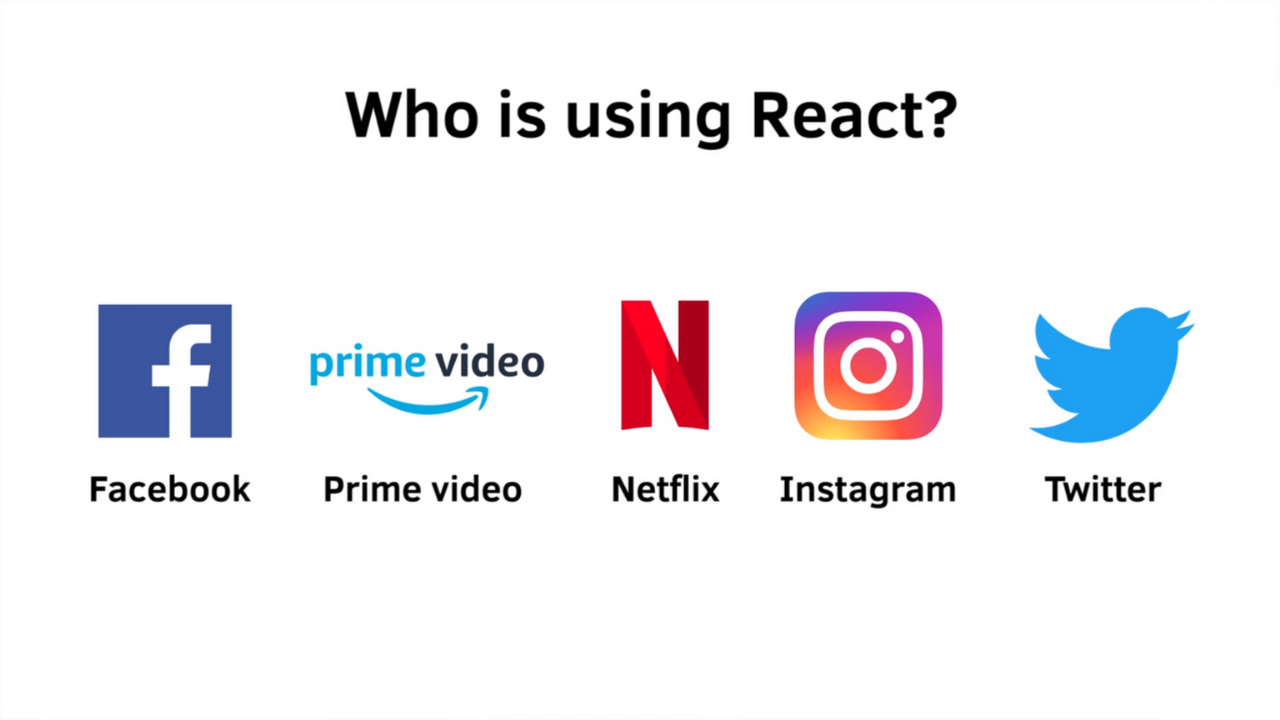 Who is using React?
prime video
Facebook
Prime video
Netflix
Instagram
Twitter